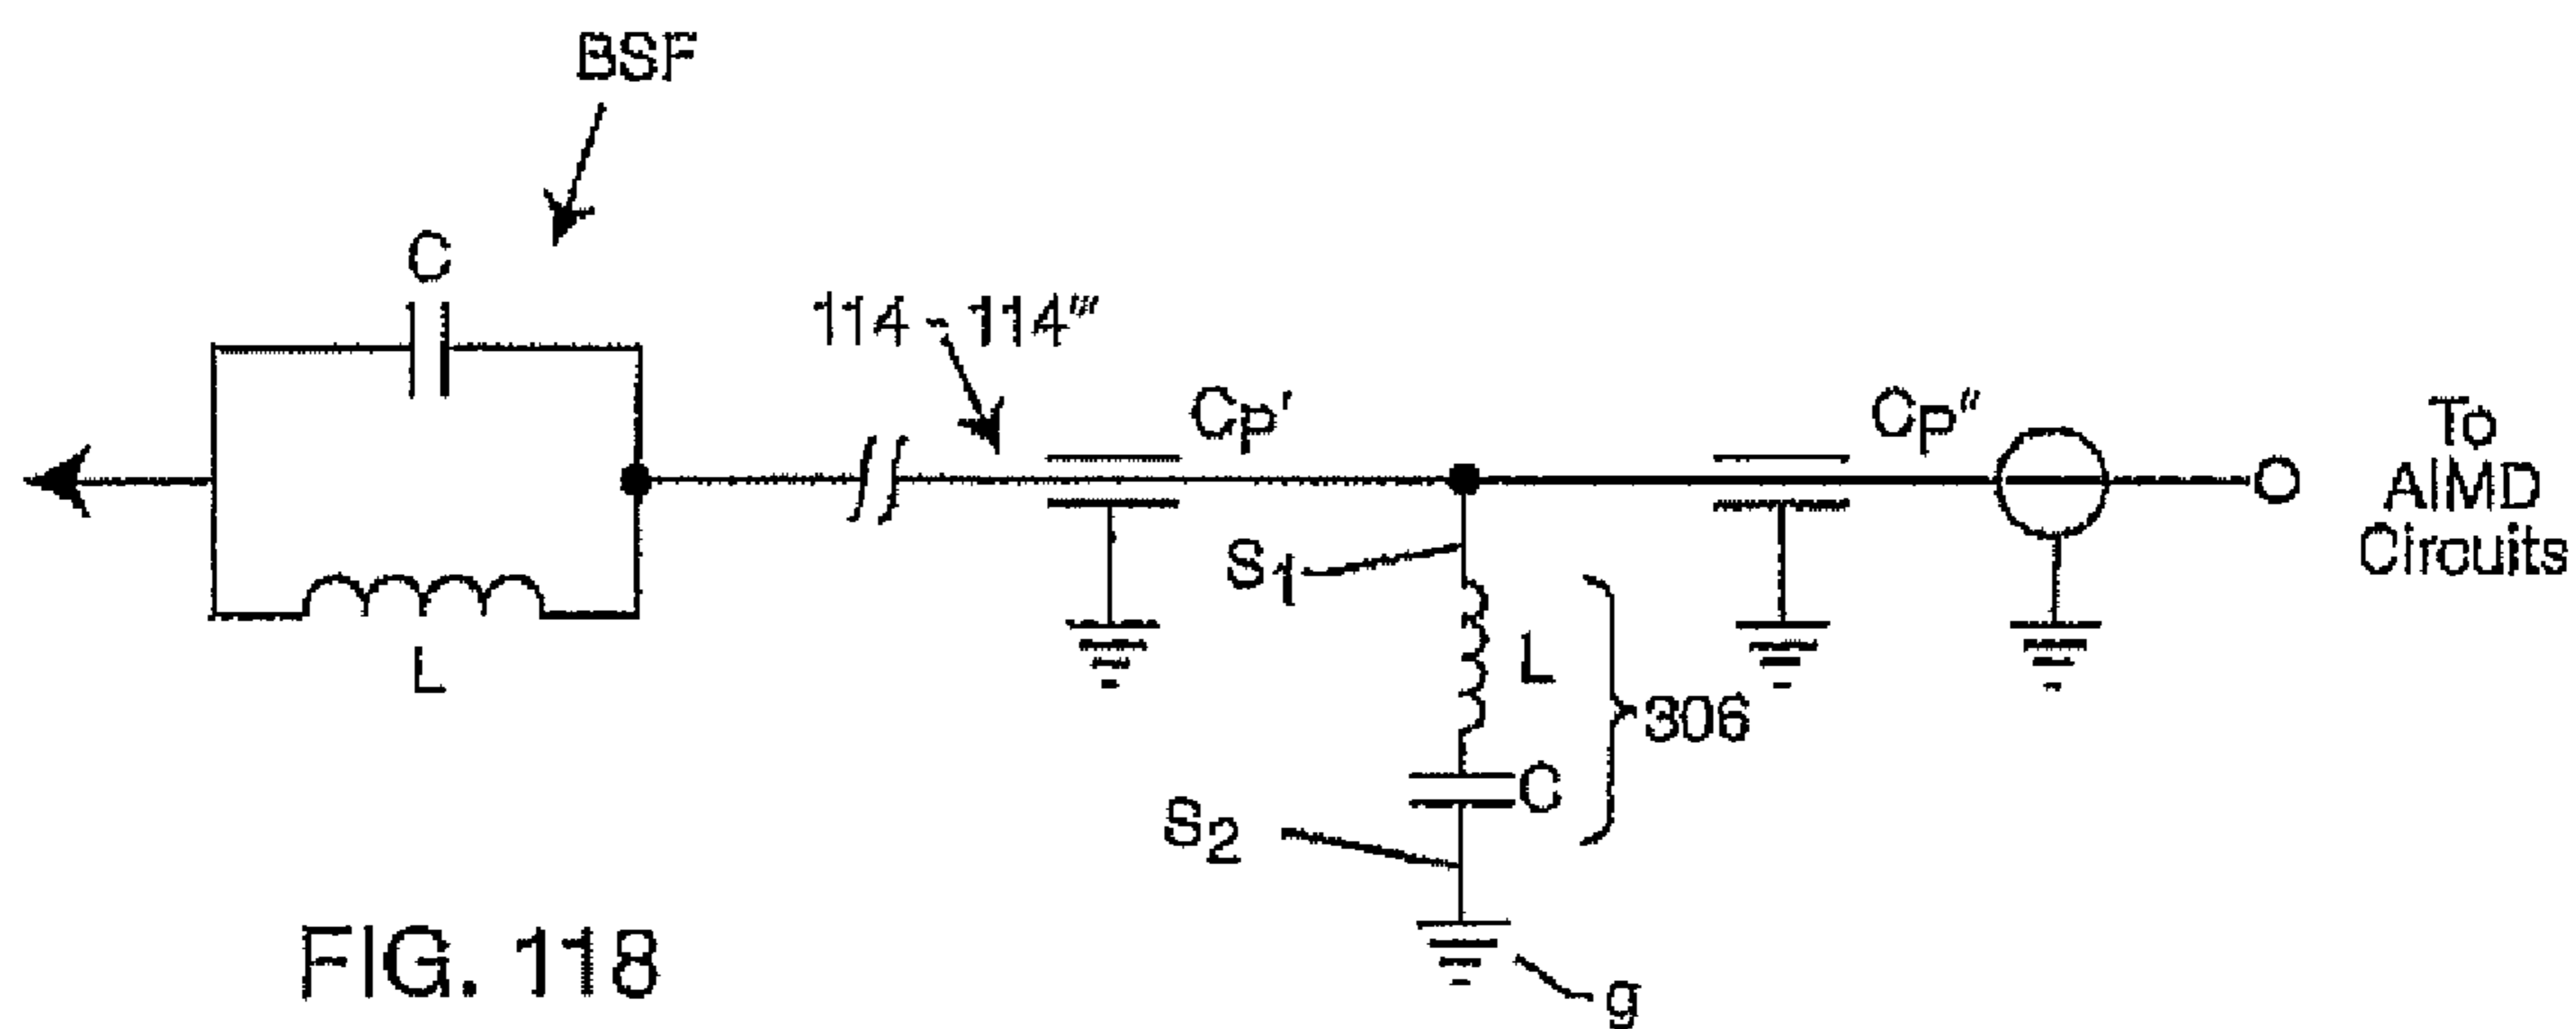 BSF
C
114 - 114‴
CP'
CP"
To
AIMD
Circuits
S1
L
L
306
C
S2
FIG. 118
g